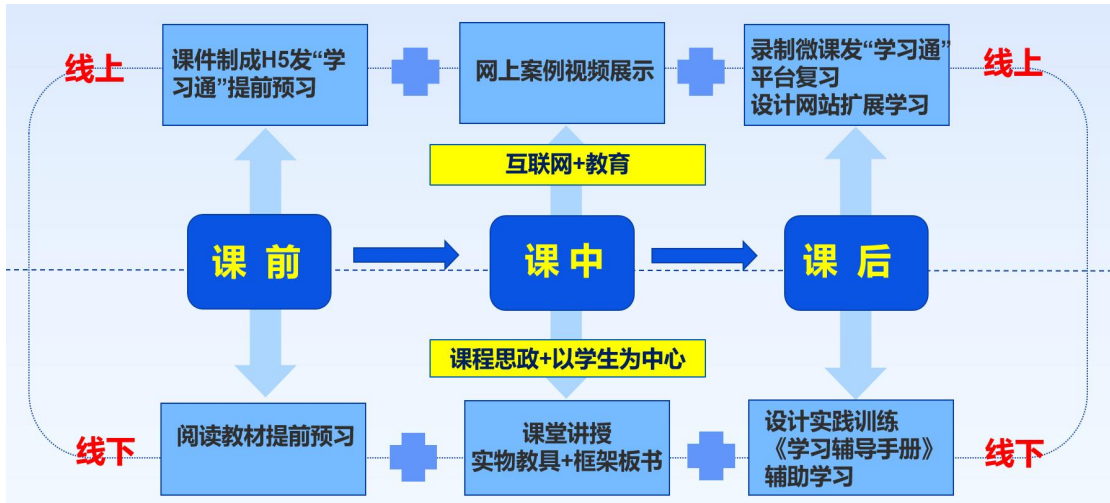 线上
课件制成H5发“学
习通”提前预习
网上案例视频展示
录制微课发“学习通”
平台复习
设计网站扩展学习
线上
互联网+教育
课 前
课 中
课 后
课程思政+以学生为中心
线下
阅读教材提前预习
课堂讲授
实物教具+框架板书
设计实践训练
《学习辅导手册》
辅助学习
线下